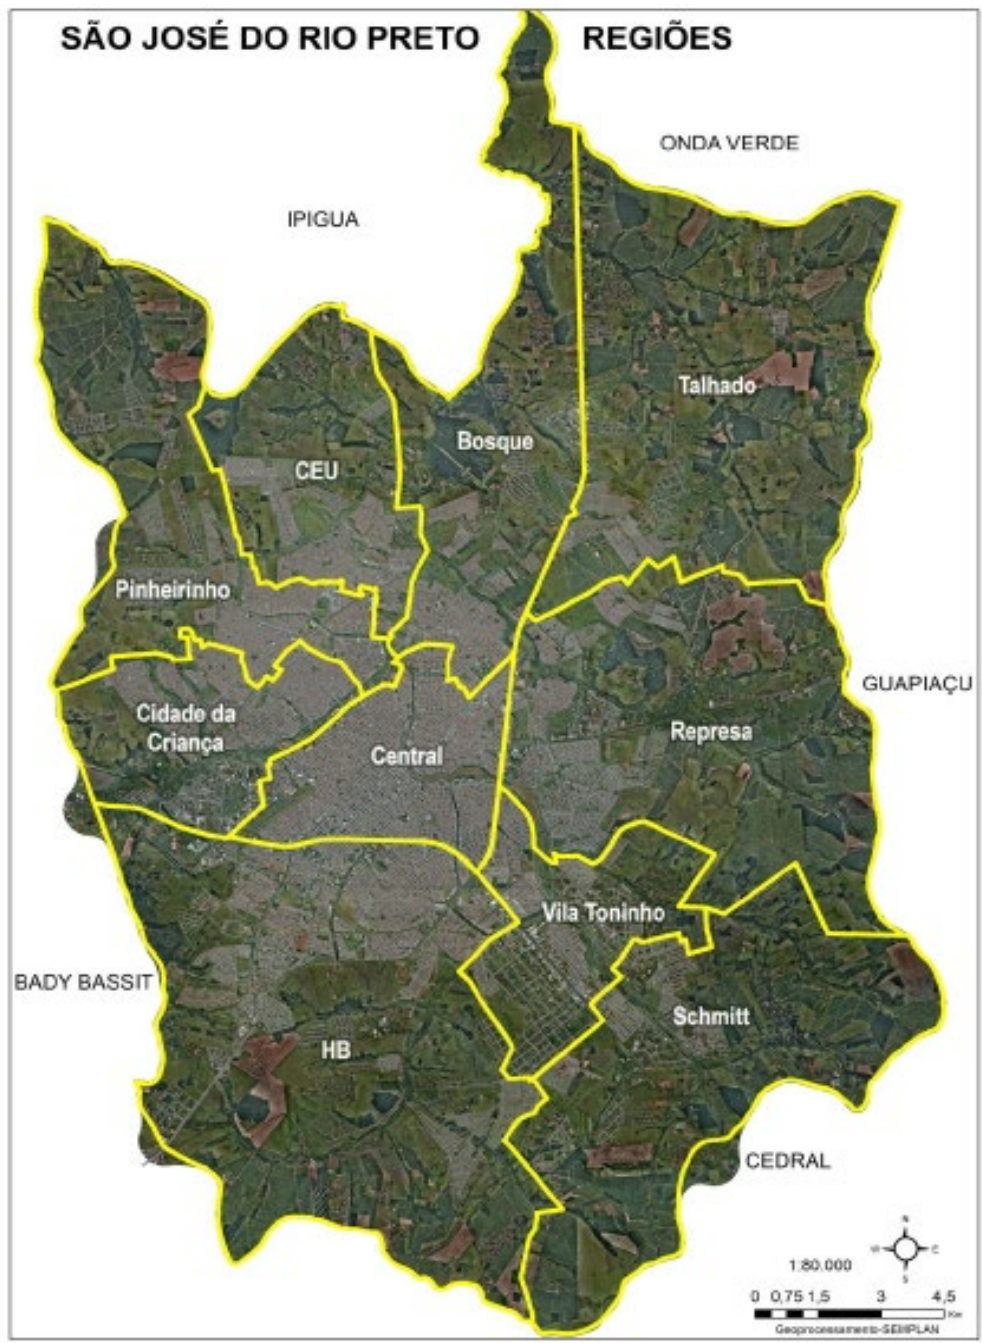 SÃO JOSÉ DO RIO PRETO REGIÕES
ONDA VERDE
IPIGUA
Talhado
Bosque
CEU
Pinheirinho
GUAPIAÇU
Cidade da
Criança
Represa
Central
Vila Toninho
BADY BASSIT
Schmitt
HB
CEDRAL
N
W E
S
1:80.000
0 0,75 1,5 3 4,5
Km
Geoprocessamento-SEMPLAN